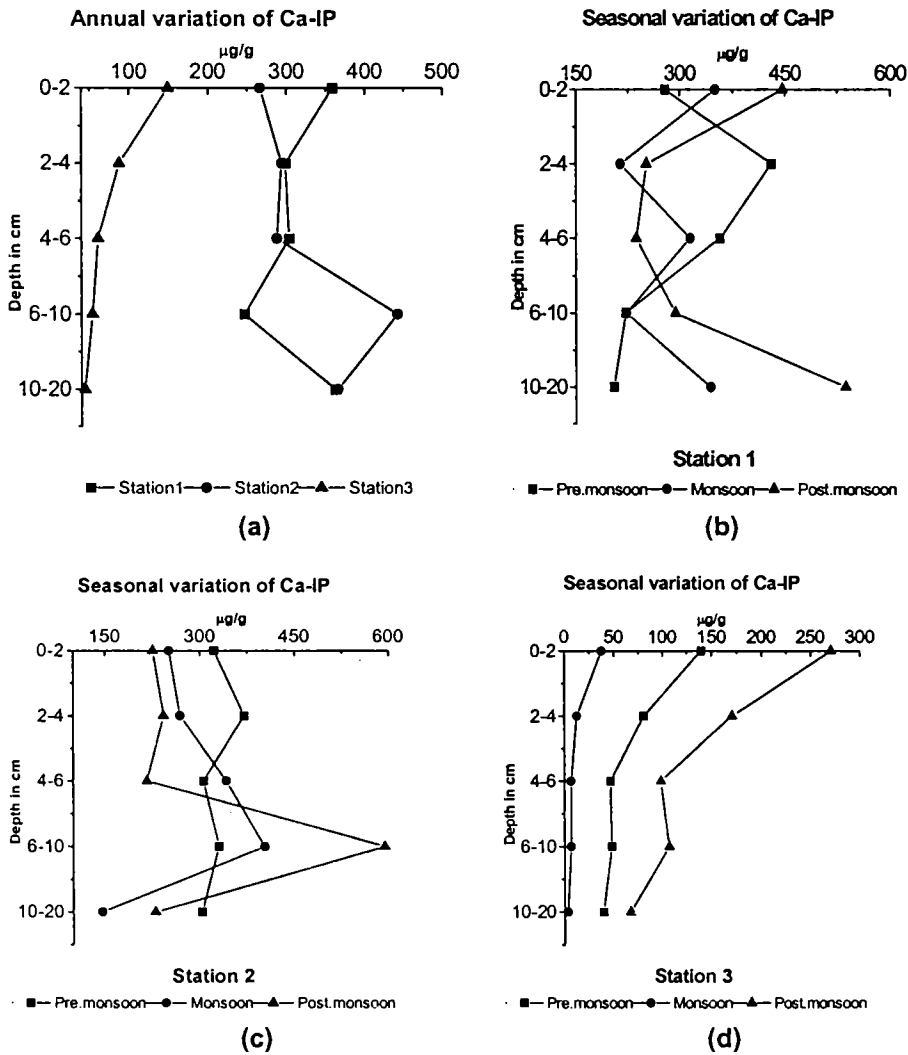 Annual variation of Ca-IP
µg/g
100 200 300 400 500
0-2
2-4
4-6
6-10
10-20
Depth in cm
Station1 Station2 Station3
(a)
Seasonal variation of Ca-IP
µg/g
150 300 450 600
0-2
2-4
4-6
6-10
10-20
Depth in cm
Station 1
Pre.monsoon Monsoon Post.monsoon
(b)
Seasonal variation of Ca-IP
µg/g
150 300 450 600
0-2
2-4
4-6
6-10
10-20
Depth in cm
Station 2
Pre.monsoon Monsoon Post.monsoon
(c)
Seasonal variation of Ca-IP
µg/g
0 50 100 150 200 250 300
0-2
2-4
4-6
6-10
10-20
Depth in cm
Station 3
Pre.monsoon Monsoon Post.monsoon
(d)